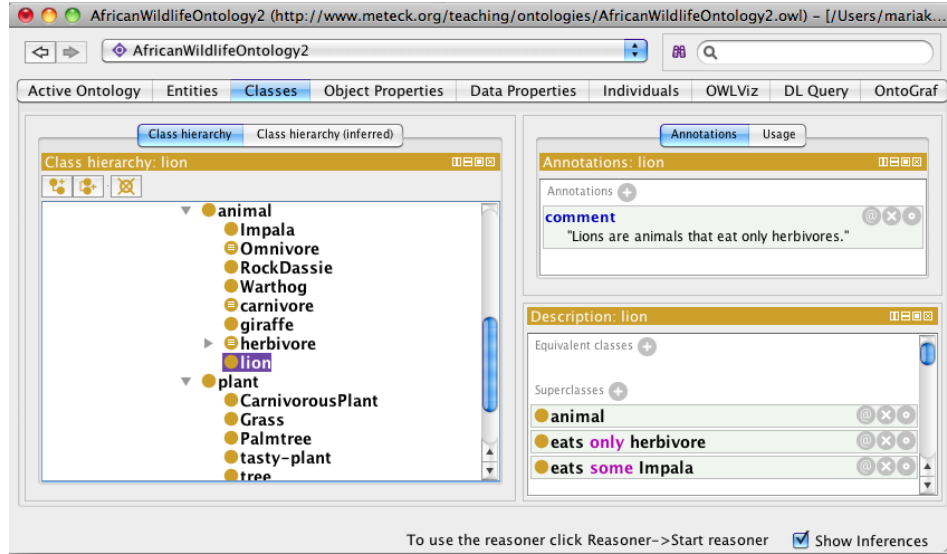 AfricanWildlifeOntology2 (http://www.meteck.org/teaching/ontologies/AfricanWildlifeOntology2.owl) – [/Users/mariak...
AfricanWildlifeOntology2
Active Ontology Entities Classes Object Properties Data Properties Individuals OWLViz DL Query OntoGraf
Class hierarchy Class hierarchy (inferred)
Class hierarchy: lion
animal
Impala
Omnivore
RockDassie
Warthog
carnivore
giraffe
herbivore
lion
plant
CarnivorousPlant
Grass
Palmtree
tasty-plant
tree
Annotations Usage
Annotations: lion
Annotations
comment
"Lions are animals that eat only herbivores."
Description: lion
Equivalent classes
Superclasses
animal
eats only herbivore
eats some Impala
To use the reasoner click Reasoner->Start reasoner Show Inferences